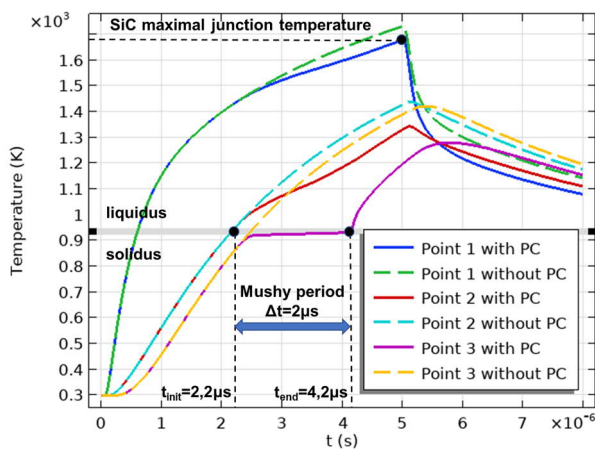 ×10³
SiC maximal junction temperature
1.6
1.5
1.4
1.3
1.2
1.1
1
0.9
0.8
0.7
0.6
0.5
0.4
0.3
Temperature (K)
liquidus
solidus
Mushy period
Δt=2μs
t_init=2,2μs
t_end=4,2μs
Point 1 with PC
Point 1 without PC
Point 2 with PC
Point 2 without PC
Point 3 with PC
Point 3 without PC
0 1 2 3 4 5 6 7 ×10⁻⁶
t (s)